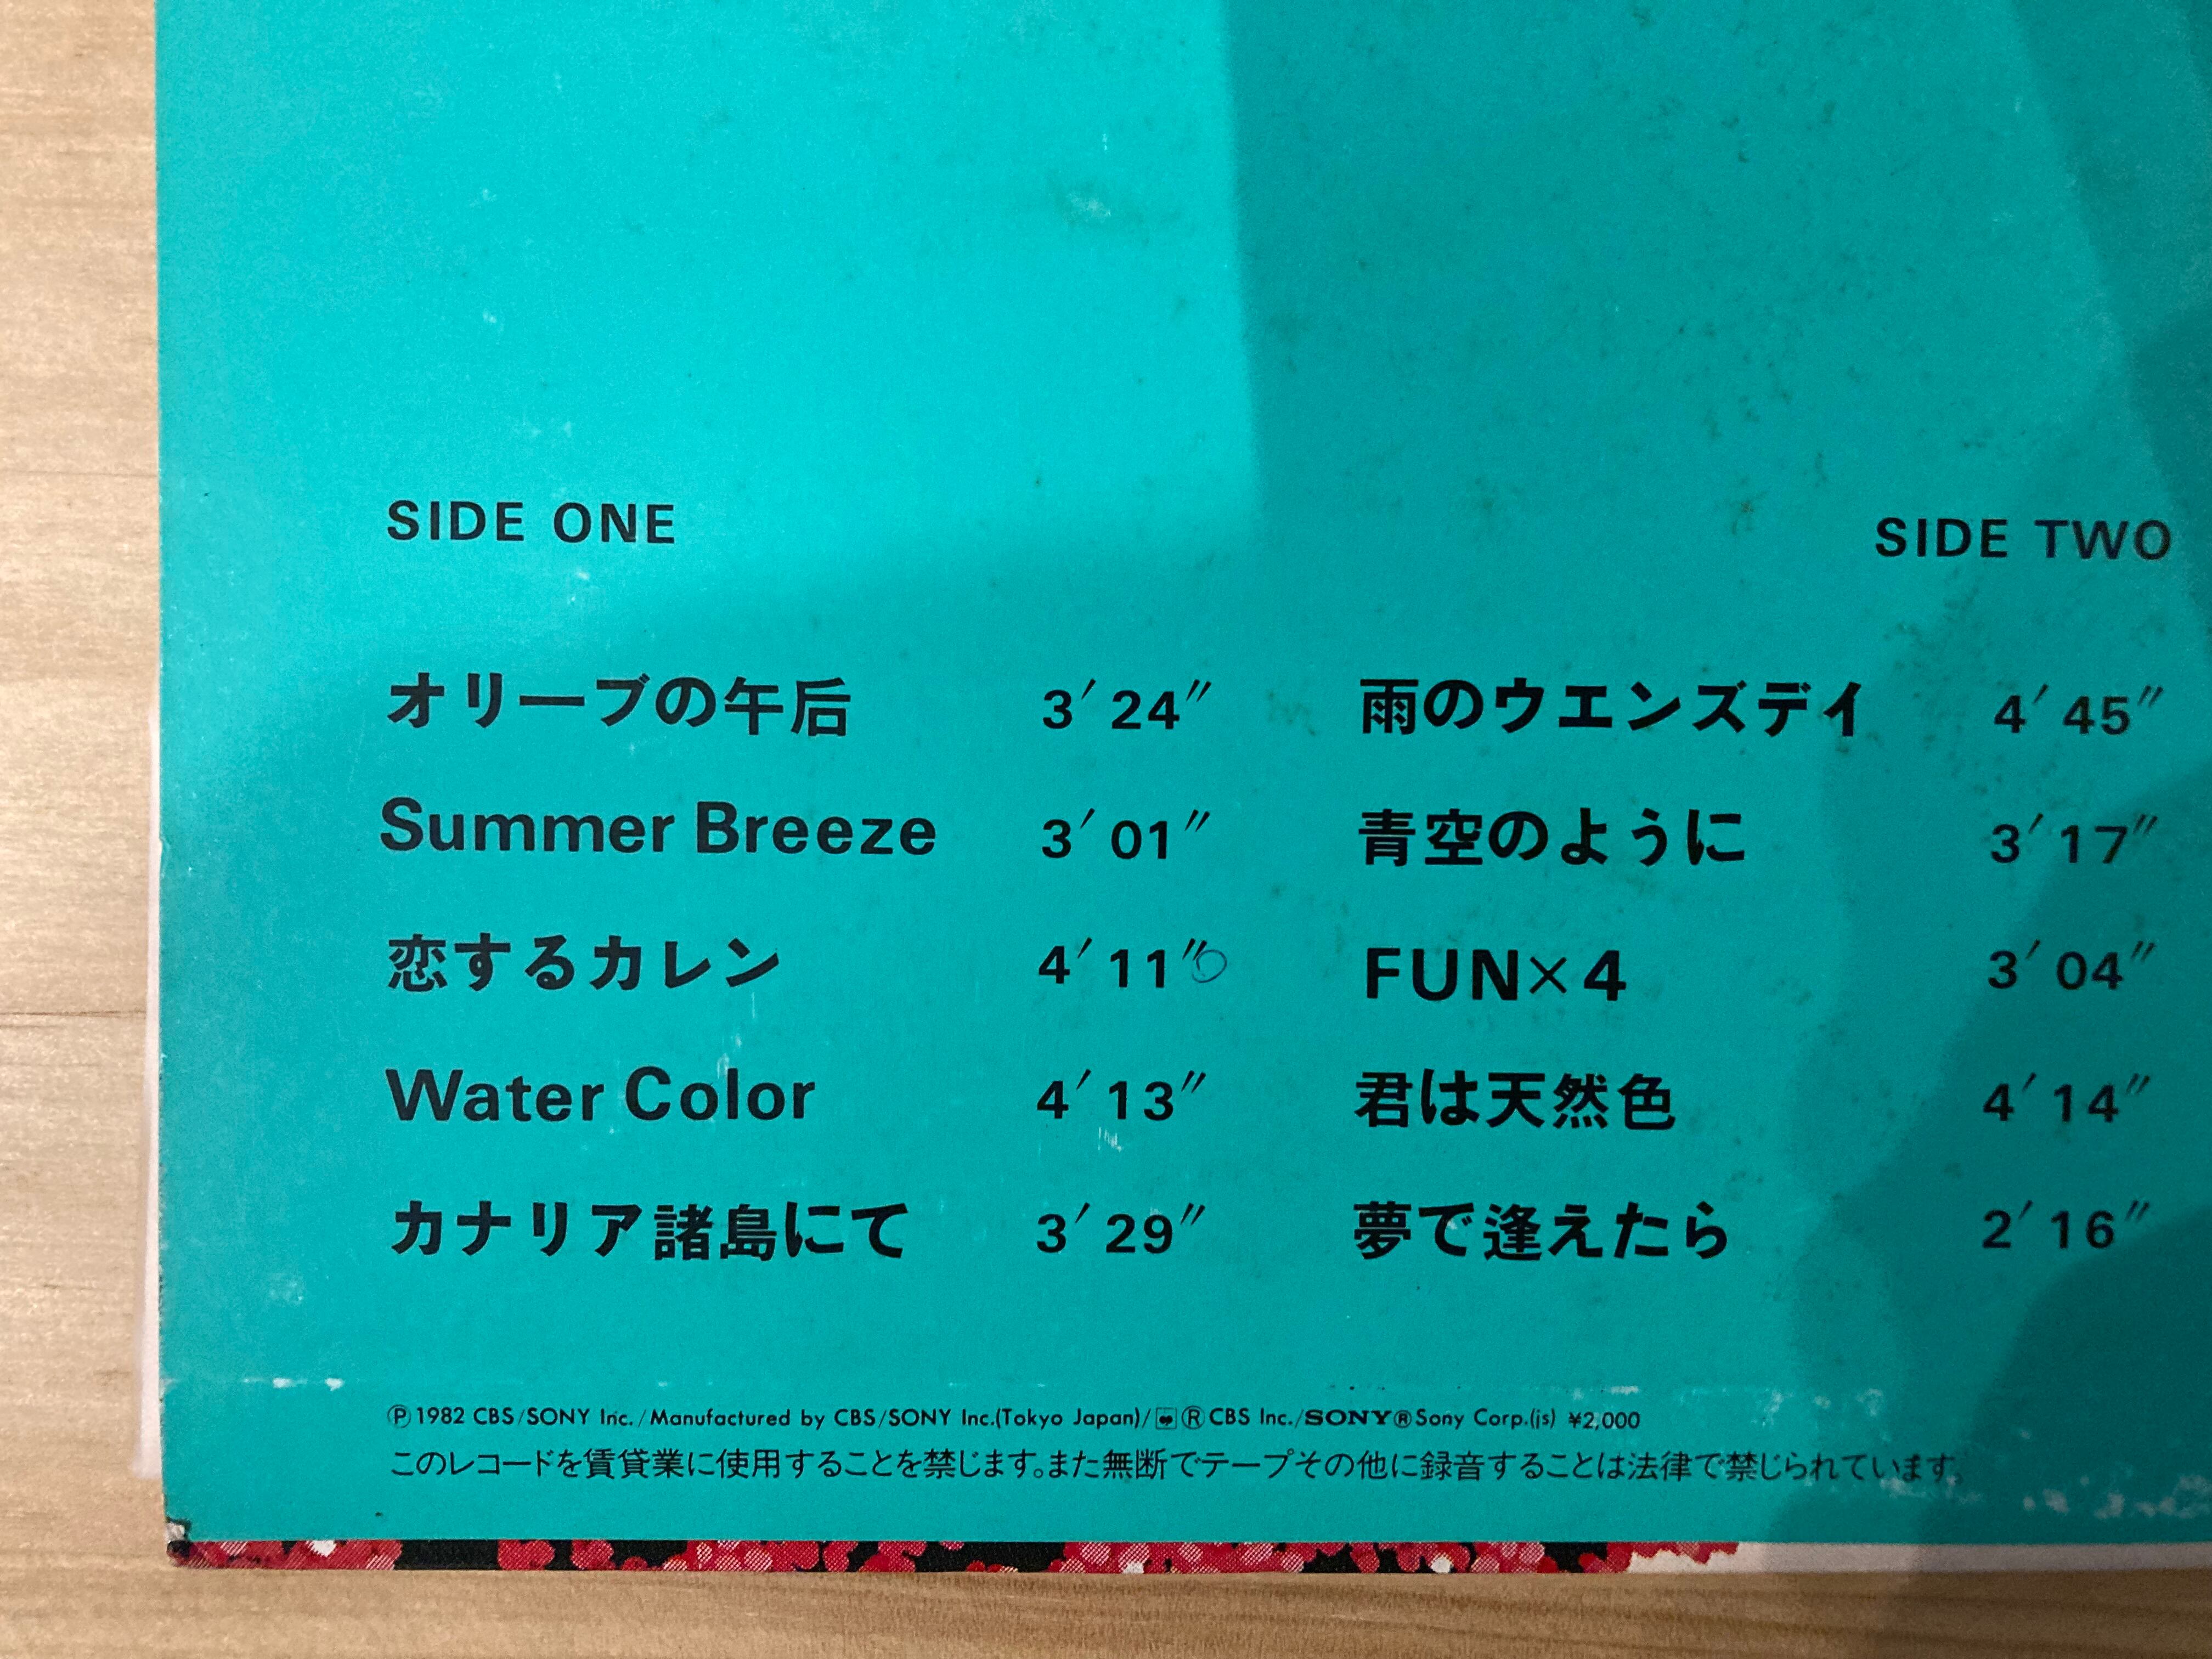 SIDE ONE
オリーブの午后 3′24″
Summer Breeze 3′01″
恋するカレン 4′11″
Water Color 4′13″
カナリア諸島にて 3′29″
SIDE TWO
雨のウエンズデイ 4′45″
青空のように 3′17″
FUN×4 3′04″
君は天然色 4′14″
夢で逢えたら 2′16″
Ⓟ1982 CBS/SONY Inc./Manufactured by CBS/SONY Inc.(Tokyo Japan)/ⓇCBS Inc./SONY®Sony Corp.(js) ¥2,000
このレコードを賃貸業に使用することを禁じます。また無断でテープその他に録音することは法律で禁じられています。